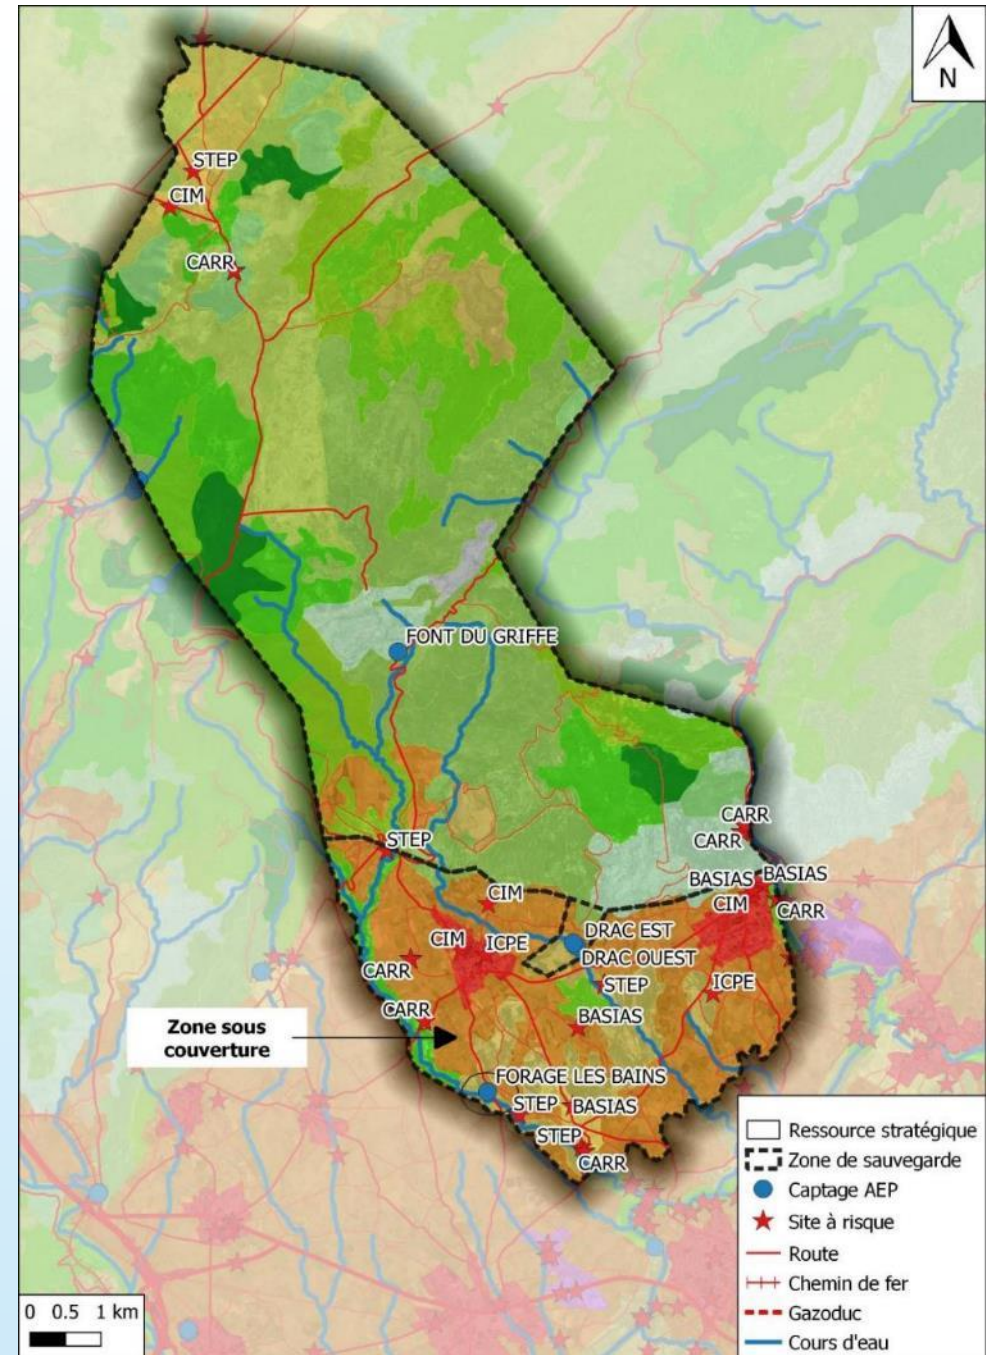 N
STEP
CIM
CARR
FONT DU GRIFFE
STEP
CARR
CARR
BASIAS
BASIAS
CIM
CIM
CARR
DRAC EST
CIM
ICPE
DRAC OUEST
CARR
STEP
ICPE
CARR
BASIAS
Zone sous
couverture
FORAGE LES BAINS
STEP
BASIAS
STEP
CARR
Ressource stratégique
Zone de sauvegarde
Captage AEP
Site à risque
Route
Chemin de fer
Gazoduc
Cours d'eau
0 0.5 1 km